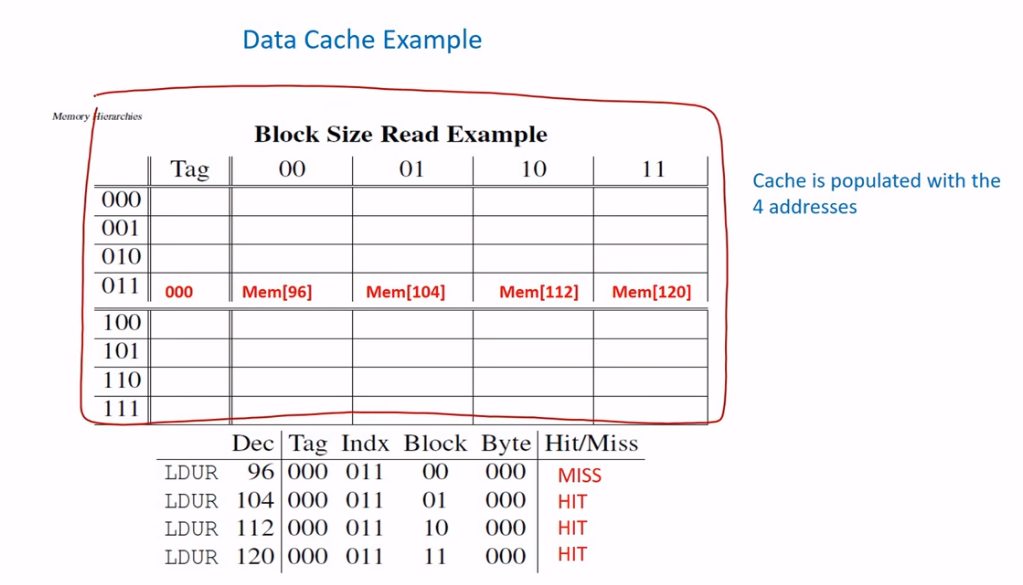 Data Cache Example
Memory Hierarchies
Block Size Read Example
Tag 00 01 10 11
Cache is populated with the
4 addresses
000
001
010
011 000 Mem[96] Mem[104] Mem[112] Mem[120]
100
101
110
111
Dec Tag Indx Block Byte Hit/Miss
LDUR 96 000 011 00 000 MISS
LDUR 104 000 011 01 000 HIT
LDUR 112 000 011 10 000 HIT
LDUR 120 000 011 11 000 HIT